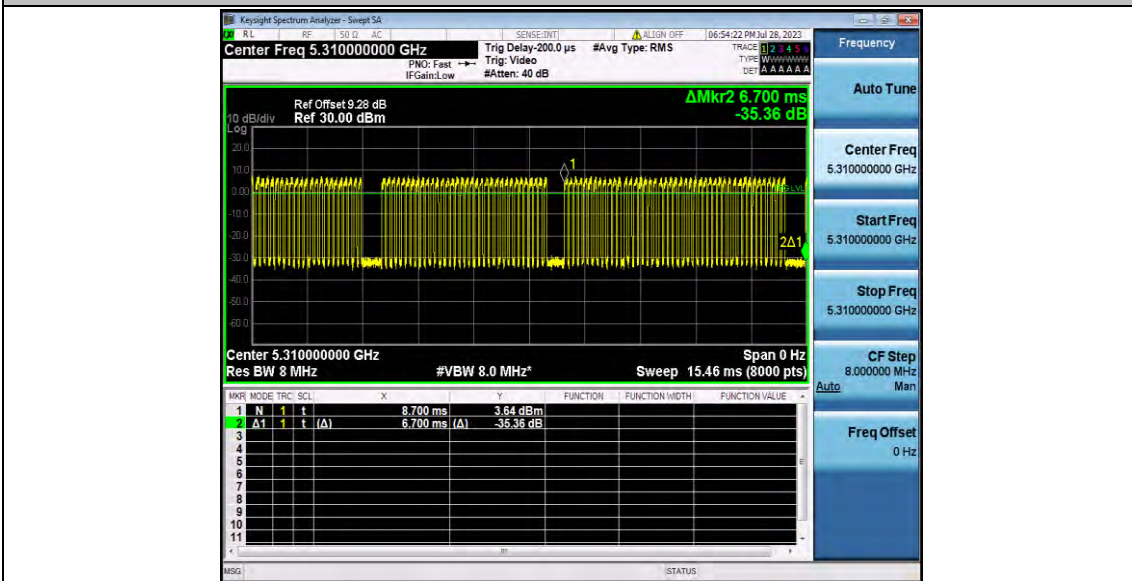 Keysight Spectrum Analyzer - Swept SA
RL RF 50 Ω AC SENSE:INT ALIGN OFF 06:54:22 PM Jul 28, 2023
Center Freq 5.310000000 GHz Trig Delay-200.0 µs #Avg Type: RMS TRACE 1 2 3 4 5 6
PNO: Fast Trig: Video TYPE WWWWWW
IFGain:Low #Atten: 40 dB DET A A A A A A
Frequency
Auto Tune
ΔMkr2 6.700 ms
-35.36 dB
Ref Offset 9.28 dB
10 dB/div Ref 30.00 dBm
Log
20.0
10.0
0.00
-10.0
-20.0
-30.0
-40.0
-50.0
-60.0
1
2Δ1
Center 5.310000000 GHz Span 0 Hz
Res BW 8 MHz #VBW 8.0 MHz* Sweep 15.46 ms (8000 pts)
Center Freq
5.310000000 GHz
Start Freq
5.310000000 GHz
Stop Freq
5.310000000 GHz
CF Step
8.000000 MHz
Auto Man
Freq Offset
0 Hz
MKR MODE TRC SCL X Y FUNCTION FUNCTION WIDTH FUNCTION VALUE
1 N 1 t 8.700 ms 3.64 dBm
2 Δ1 1 t (Δ) 6.700 ms (Δ) -35.36 dB
3
4
5
6
7
8
9
10
11
MSG STATUS